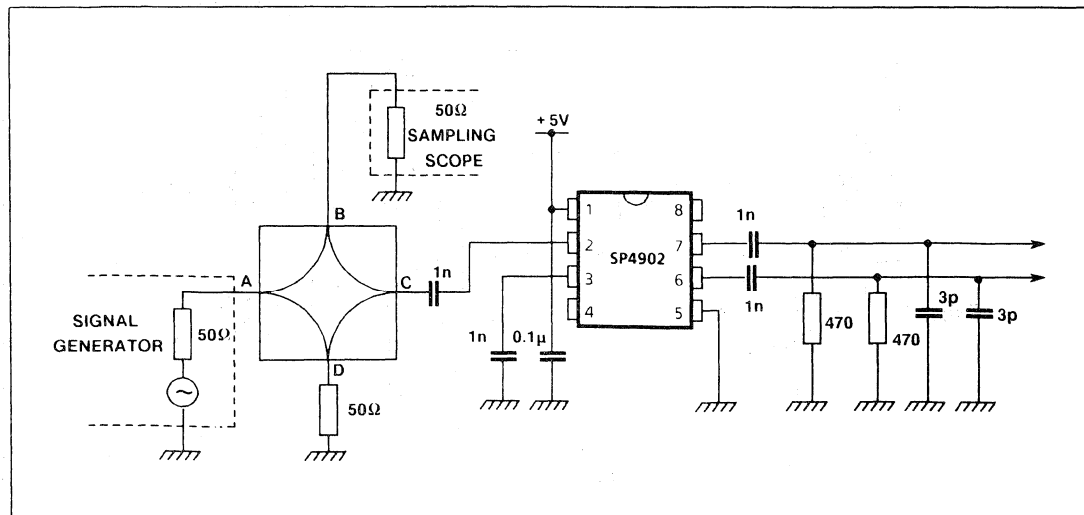 50Ω
SAMPLING
SCOPE
+ 5V
B
1 8
1n
2 SP4902 7
A
C
1n
3 6
SIGNAL
GENERATOR
50Ω
4 5
1n
1n
0.1μ
470
470
3p
3p
D
50Ω